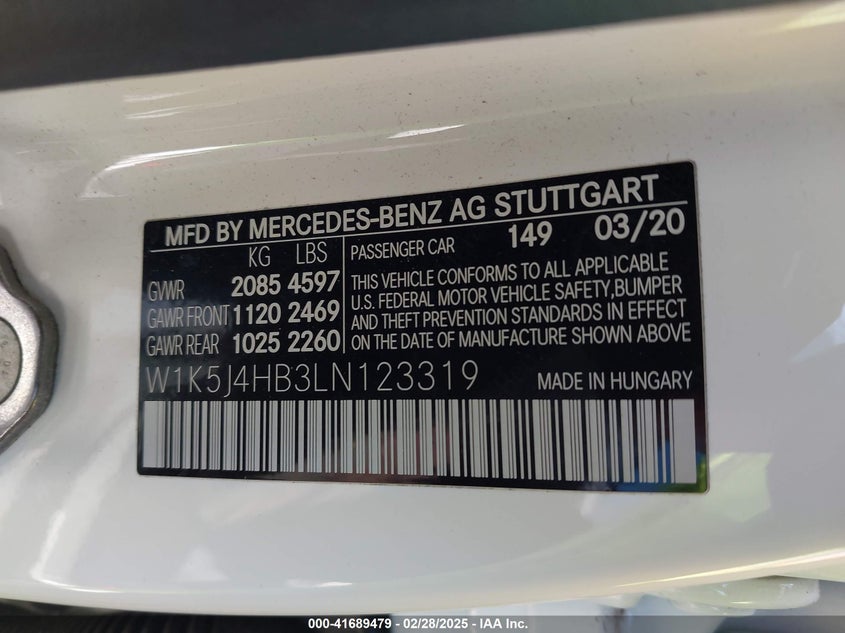 MFD BY MERCEDES-BENZ AG STUTTGART
KG LBS PASSENGER CAR 149 03/20
GVWR 2085 4597
GAWR FRONT 1120 2469
GAWR REAR 1025 2260
THIS VEHICLE CONFORMS TO ALL APPLICABLE
U.S. FEDERAL MOTOR VEHICLE SAFETY,BUMPER
AND THEFT PREVENTION STANDARDS IN EFFECT
ON THE DATE OF MANUFACTURE SHOWN ABOVE
W1K5J4HB3LN123319 MADE IN HUNGARY
000-41689479 - 02/28/2025 - IAA, Inc.